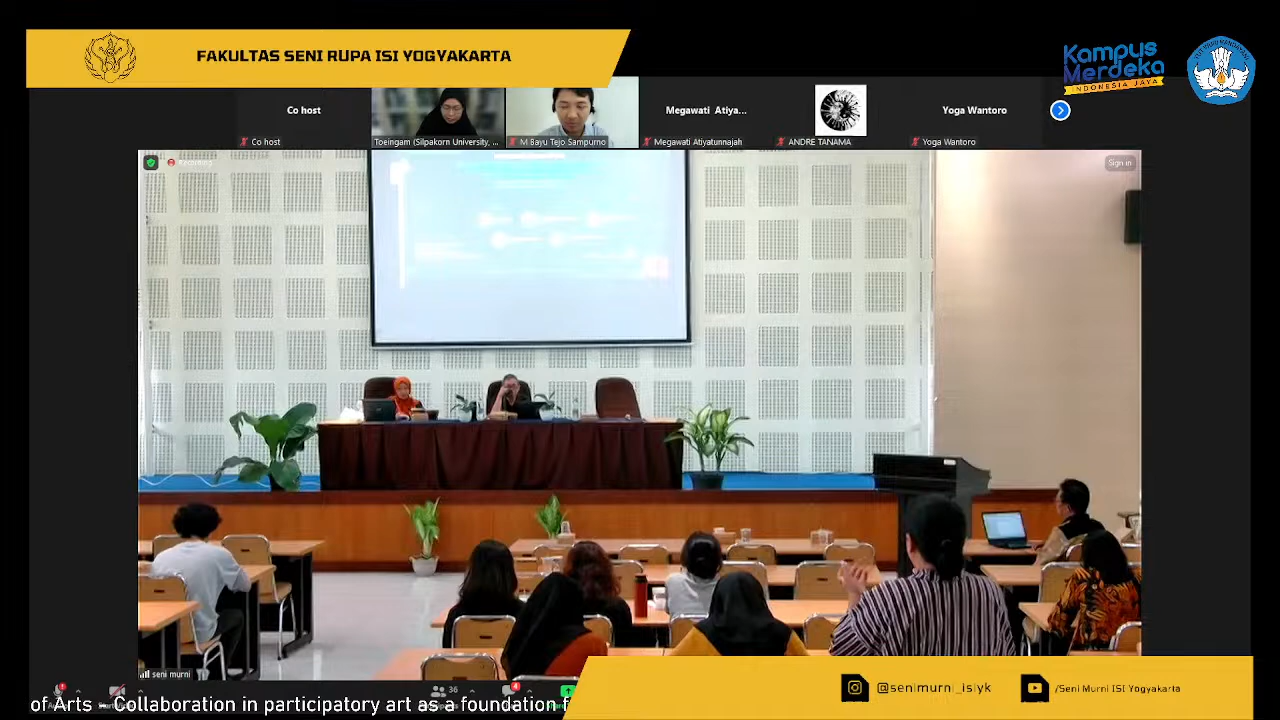 FAKULTAS SENI RUPA ISI YOGYAKARTA
Kampus
Merdeka
INDONESIA JAYA
Co host
Megawati Atiya...
Yoga Wantoro
Co host
Toeingam (Silpakorn University, ...
M Bayu Tejo Sampurno
Megawati Atiyatunnajah
ANDRE TANAMA
Yoga Wantoro
Recording
Sign in
seni murni
36
@senimurni_isiyk
/Seni Murni ISI Yogyakarta
of Arts - Collaboration in participatory art as a foundation f